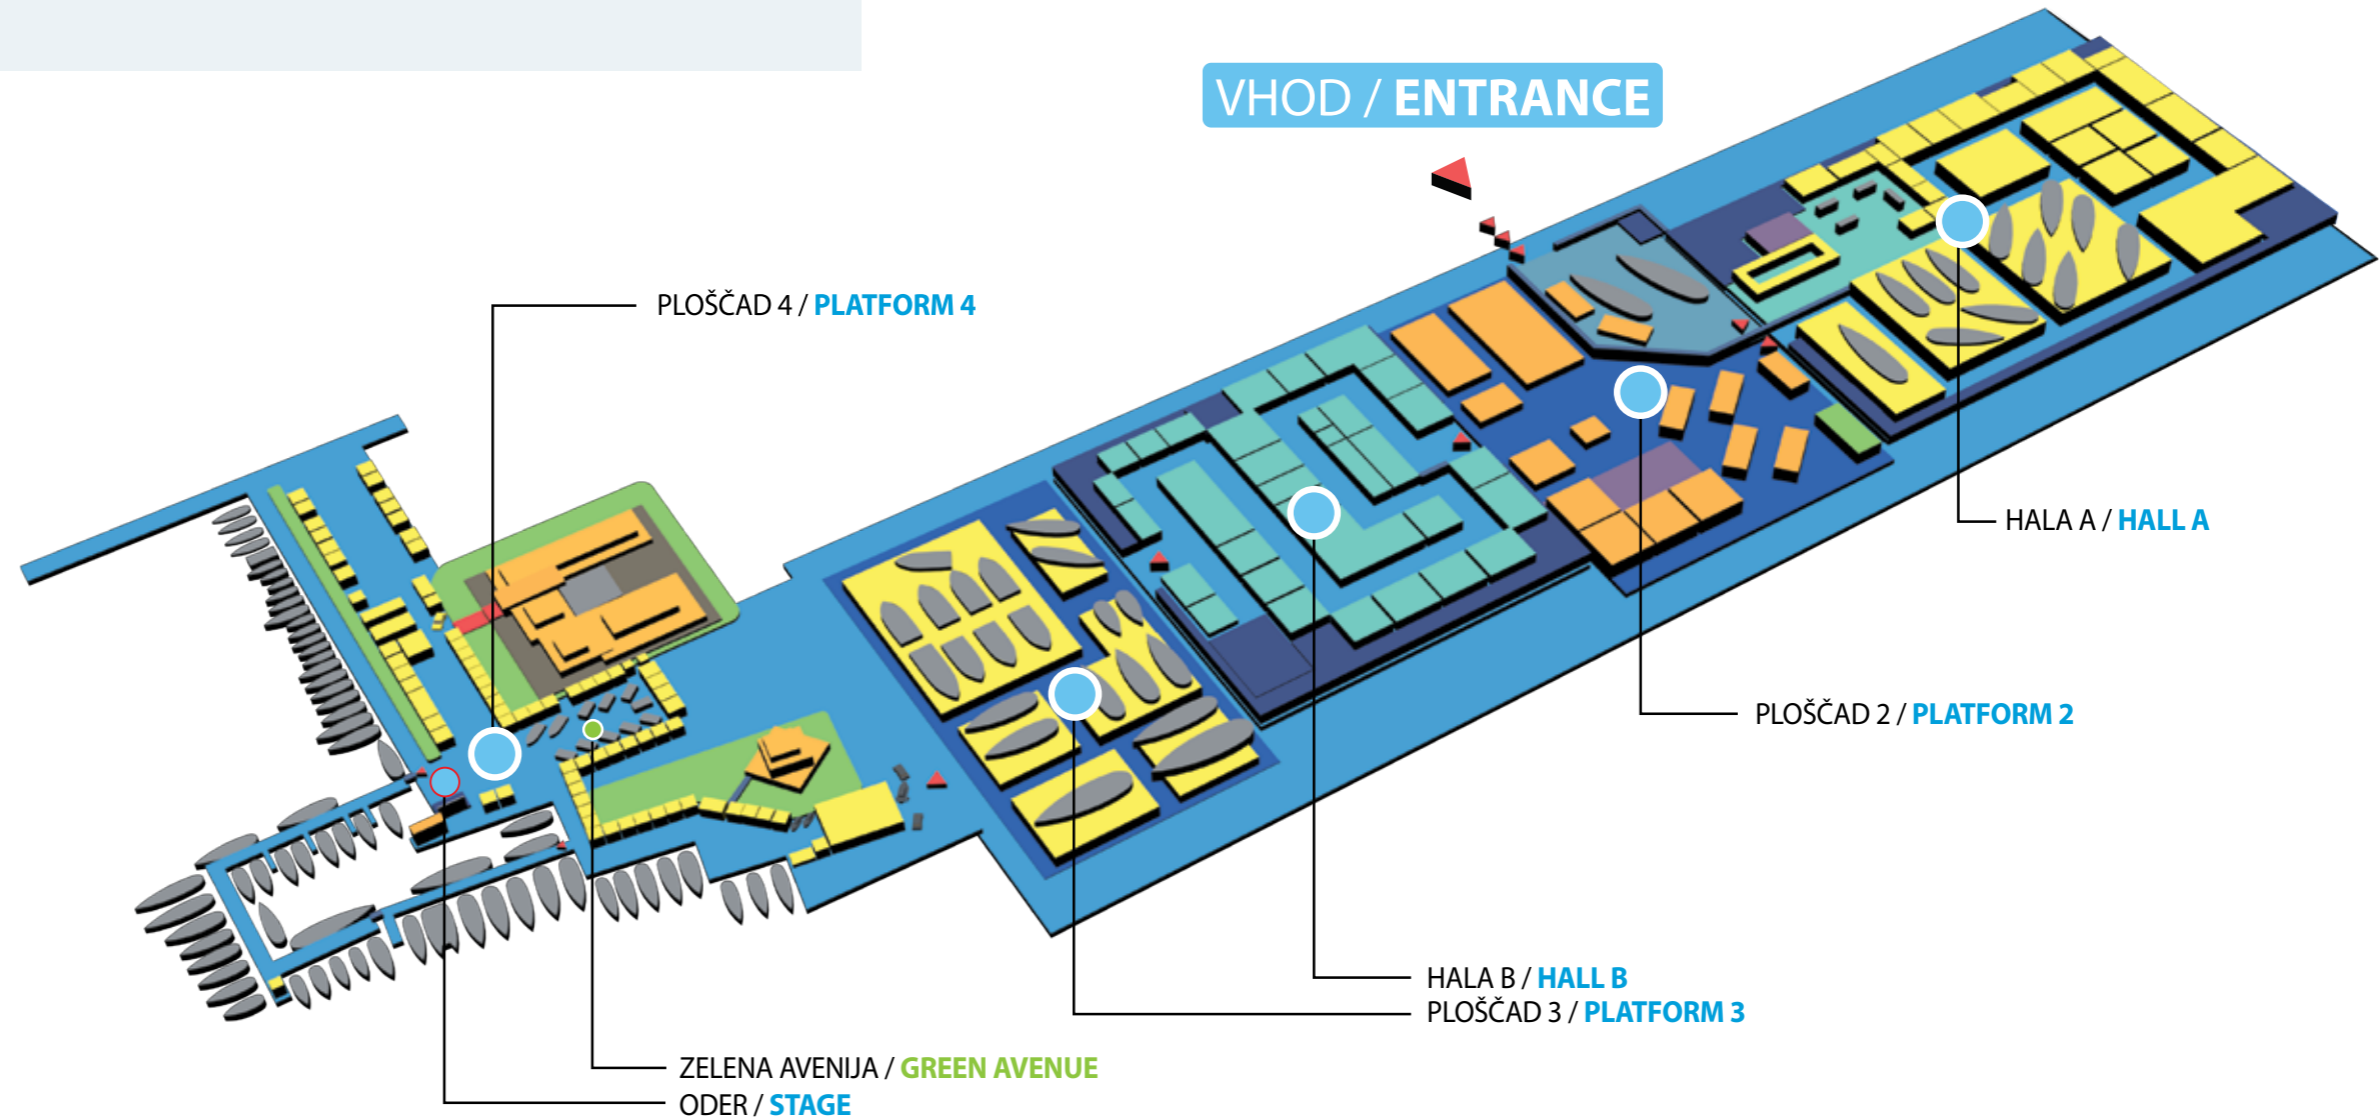 VHOD / ENTRANCE
PLOŠČAD 4 / PLATFORM 4
HALA A / HALL A
PLOŠČAD 2 / PLATFORM 2
HALA B / HALL B
PLOŠČAD 3 / PLATFORM 3
ZELENA AVENIJA / GREEN AVENUE
ODER / STAGE